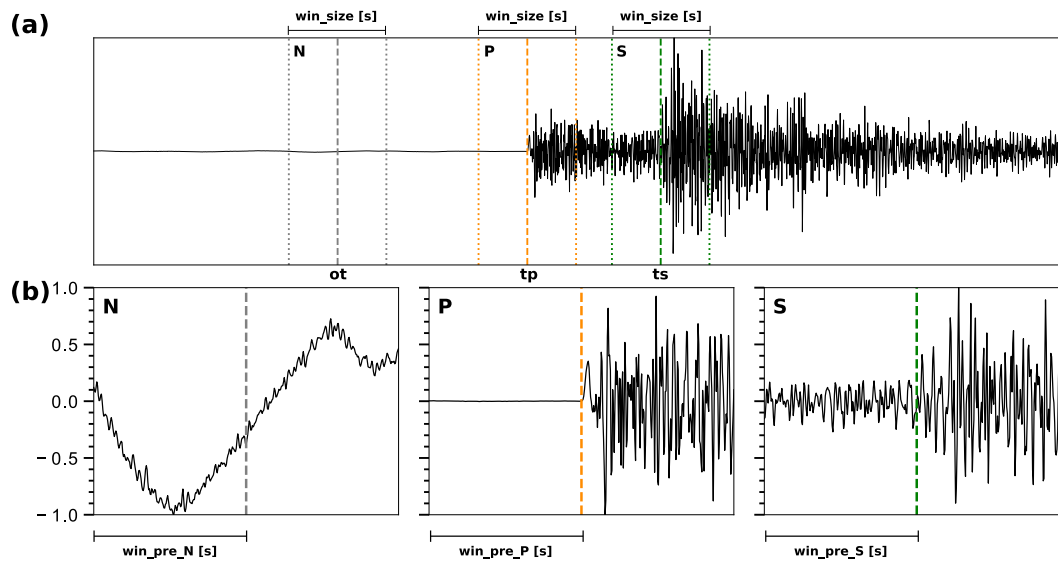 (a)
win_size [s] win_size [s] win_size [s]
N P S
ot tp ts
(b)
1.0
0.5
0.0
−0.5
−1.0
N P S
win_pre_N [s] win_pre_P [s] win_pre_S [s]